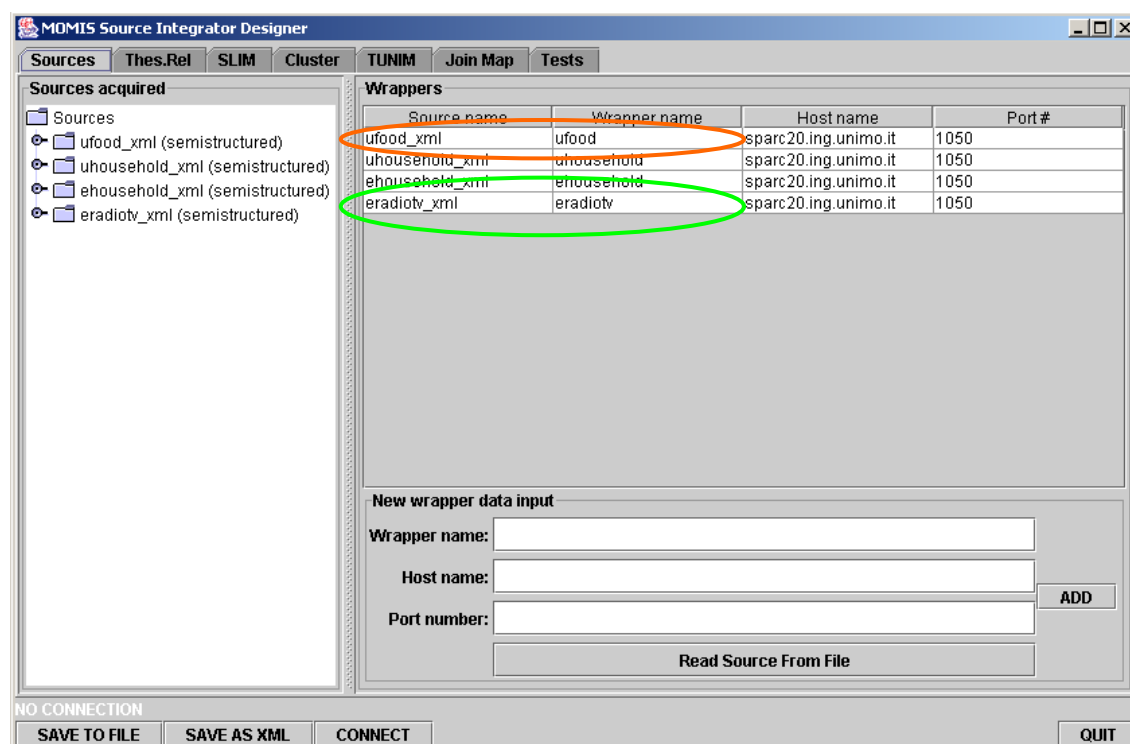 MOMIS Source Integrator Designer
Sources Thes.Rel SLIM Cluster TUNIM Join Map Tests
Sources acquired
Sources
ufood_xml (semistructured)
uhousehold_xml (semistructured)
ehousehold_xml (semistructured)
eradiotv_xml (semistructured)
Wrappers
Source name Wrapper name Host name Port #
ufood_xml ufood sparc20.ing.unimo.it 1050
uhousehold_xml uhousehold sparc20.ing.unimo.it 1050
ehousehold_xml ehousehold sparc20.ing.unimo.it 1050
eradiotv_xml eradiotv sparc20.ing.unimo.it 1050
New wrapper data input
Wrapper name:
Host name:
Port number:
ADD
Read Source From File
NO CONNECTION
SAVE TO FILE SAVE AS XML CONNECT QUIT